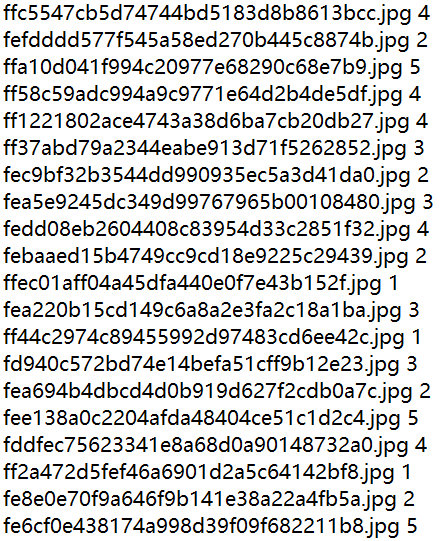 ffc5547cb5d74744bd5183d8b8613bcc.jpg 4
fefdddd577f545a58ed270b445c8874b.jpg 2
ffa10d041f994c20977e68290c68e7b9.jpg 5
ff58c59adc994a9c9771e64d2b4de5df.jpg 4
ff1221802ace4743a38d6ba7cb20db27.jpg 4
ff37abd79a2344eabe913d71f5262852.jpg 3
fec9bf32b3544dd990935ec5a3d41da0.jpg 2
fea5e9245dc349d99767965b00108480.jpg 3
fedd08eb2604408c83954d33c2851f32.jpg 4
febaaed15b4749cc9cd18e9225c29439.jpg 2
ffec01aff04a45dfa440e0f7e43b152f.jpg 1
fea220b15cd149c6a8a2e3fa2c18a1ba.jpg 3
ff44c2974c89455992d97483cd6ee42c.jpg 1
fd940c572bd74e14befa51cff9b12e23.jpg 3
fea694b4dbcd4d0b919d627f2cdb0a7c.jpg 2
fee138a0c2204afda48404ce51c1d2c4.jpg 5
fddfec75623341e8a68d0a90148732a0.jpg 4
ff2a472d5fef46a6901d2a5c64142bf8.jpg 1
fe8e0e70f9a646f9b141e38a22a4fb5a.jpg 2
fe6cf0e438174a998d39f09f682211b8.jpg 5